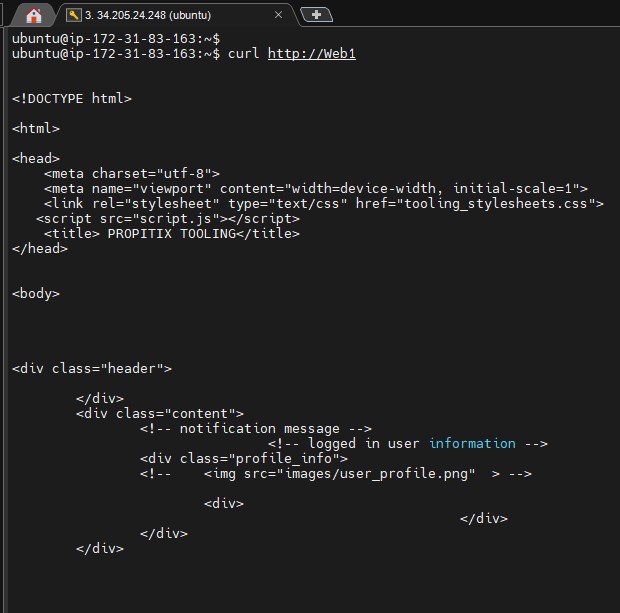 3. 34.205.24.248 (ubuntu)
ubuntu@ip-172-31-83-163:~$
ubuntu@ip-172-31-83-163:~$ curl http://Web1
<!DOCTYPE html>
<html>
<head>
    <meta charset="utf-8">
    <meta name="viewport" content="width=device-width, initial-scale=1">
    <link rel="stylesheet" type="text/css" href="tooling_stylesheets.css">
   <script src="script.js"></script>
    <title> PROPITIX TOOLING</title>
</head>
<body>
<div class="header">
        </div>
        <div class="content">
                <!-- notification message -->
                                <!-- logged in user information -->
                <div class="profile_info">
                <!--    <img src="images/user_profile.png"  > -->
                        <div>
                                                        </div>
                </div>
        </div>